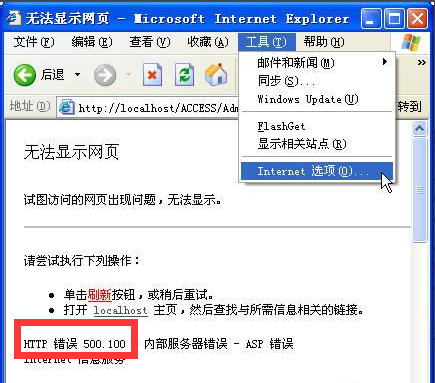 无法显示网页 - Microsoft Internet Explorer
文件(F) 编辑(E) 查看(V) 收藏(A) 工具(T) 帮助(H)
邮件和新闻(M)
同步(S)...
Windows Update(U)
FlashGet
显示相关站点(R)
Internet 选项(O)...
后退
地址(D) http://localhost/ACCESS/Adm 转到
无法显示网页
试图访问的网页出现问题，无法显示。
请尝试执行下列操作：
单击刷新按钮，或稍后重试。
打开 localhost 主页，然后查找与所需信息相关的链接。
HTTP 错误 500.100 内部服务器错误 - ASP 错误
Internet 信息服务